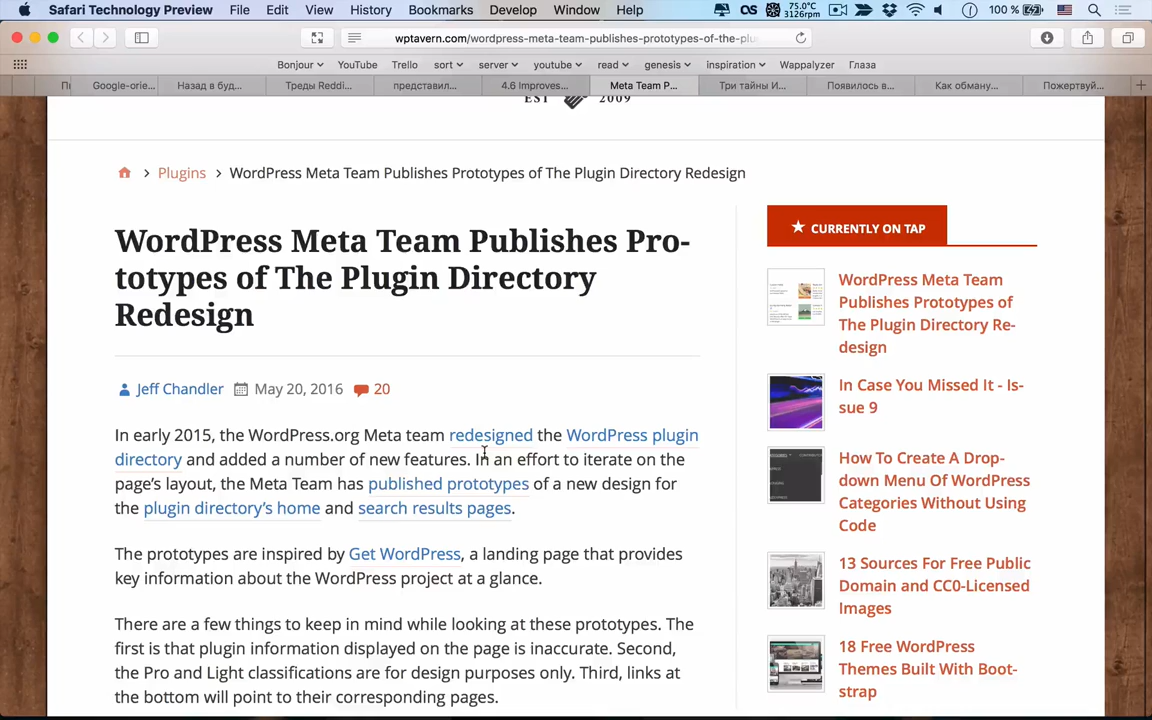 Safari Technology Preview File Edit View History Bookmarks Develop Window Help 75.0°C 3126rpm 100 %
wptavern.com/wordpress-meta-team-publishes-prototypes-of-the-plu
Bonjour YouTube Trello sort server youtube read genesis inspiration Wappalyzer Глаза
Google-orie... Назад в буд... Треды Reddi... представил... 4.6 Improves... Meta Team P... Три тайны И... Появилось в... Как обману... Пожертвуй...
EST 2009
> Plugins > WordPress Meta Team Publishes Prototypes of The Plugin Directory Redesign
WordPress Meta Team Publishes Pro-
totypes of The Plugin Directory
Redesign
Jeff Chandler May 20, 2016 20
In early 2015, the WordPress.org Meta team redesigned the WordPress plugin
directory and added a number of new features. In an effort to iterate on the
page's layout, the Meta Team has published prototypes of a new design for
the plugin directory's home and search results pages.
The prototypes are inspired by Get WordPress, a landing page that provides
key information about the WordPress project at a glance.
There are a few things to keep in mind while looking at these prototypes. The
first is that plugin information displayed on the page is inaccurate. Second,
the Pro and Light classifications are for design purposes only. Third, links at
the bottom will point to their corresponding pages.
★ CURRENTLY ON TAP
WordPress Meta Team
Publishes Prototypes of
The Plugin Directory Re-
design
In Case You Missed It - Is-
sue 9
How To Create A Drop-
down Menu Of WordPress
Categories Without Using
Code
13 Sources For Free Public
Domain and CC0-Licensed
Images
18 Free WordPress
Themes Built With Boot-
strap